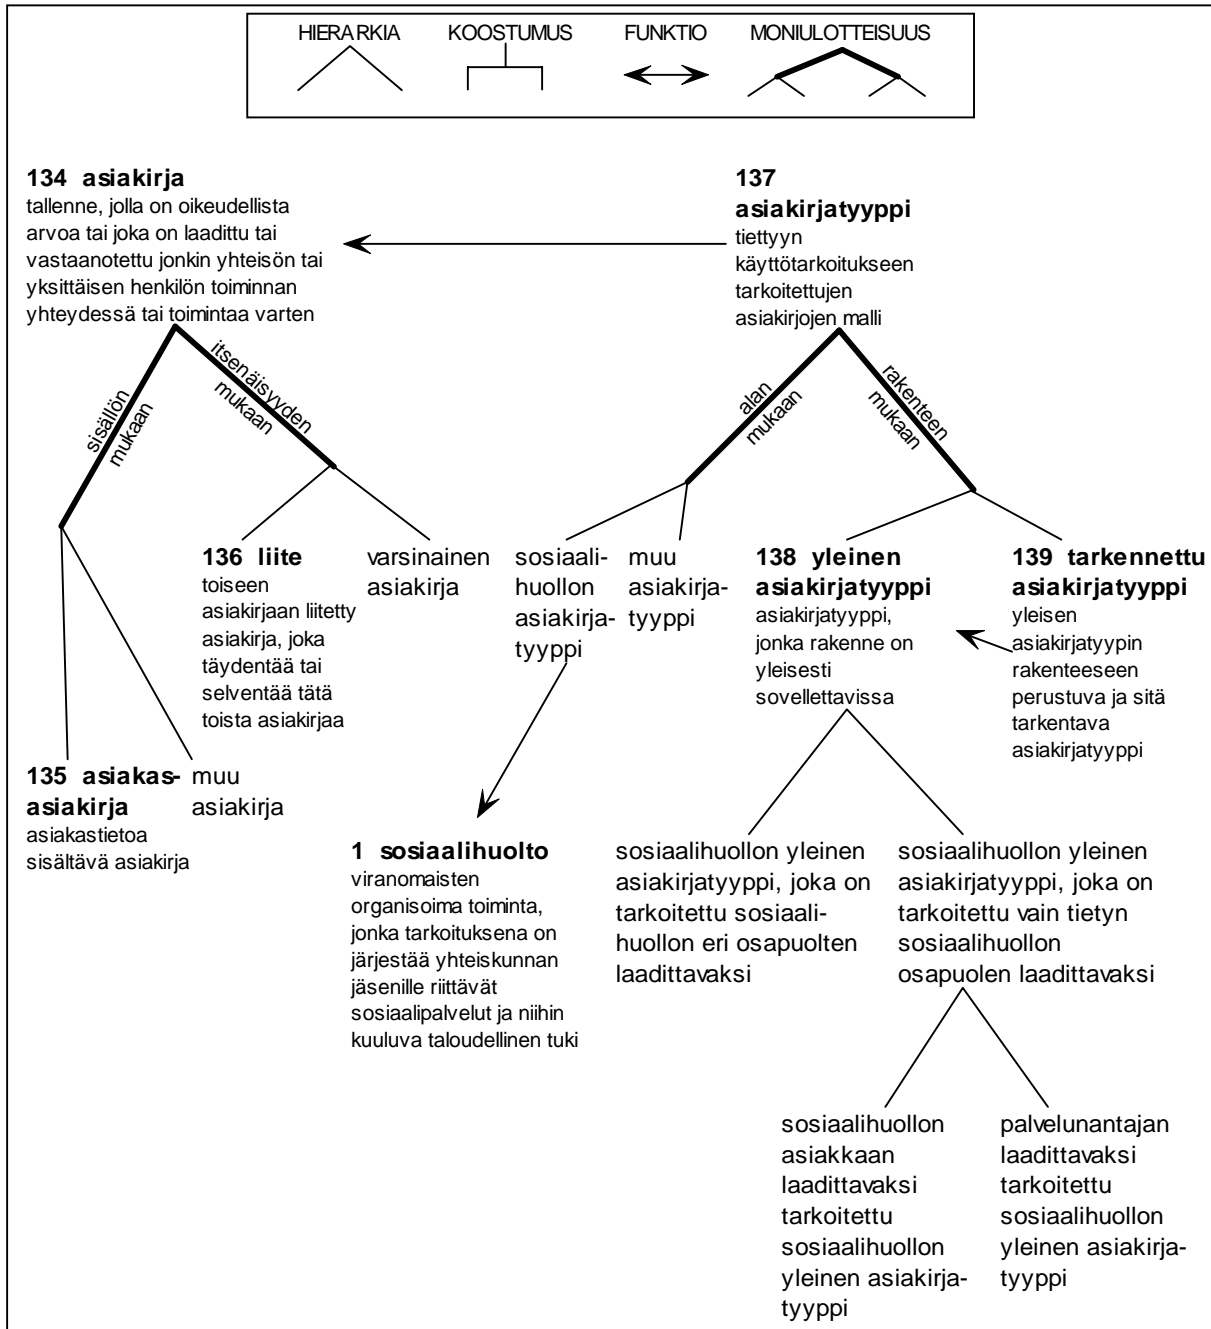 HIERARKIA
KOOSTUMUS
FUNKTIO
MONIULOTTEISUUS
134 asiakirja
tallenne, jolla on oikeudellista
arvoa tai joka on laadittu tai
vastaanotettu jonkin yhteisön tai
yksittäisen henkilön toiminnan
yhteydessä tai toimintaa varten
137
asiakirjatyyppi
tiettyyn
käyttötarkoitukseen
tarkoitettujen
asiakirjojen malli
sisällön
mukaan
itsenäisyyden
mukaan
alan
mukaan
rakenteen
mukaan
136 liite
toiseen
asiakirjaan liitetty
asiakirja, joka
täydentää tai
selventää tätä
toista asiakirjaa
varsinainen
asiakirja
sosiaali-
huollon
asiakirja-
tyyppi
muu
asiakirja-
tyyppi
138 yleinen
asiakirjatyyppi
asiakirjatyyppi,
jonka rakenne on
yleisesti
sovellettavissa
139 tarkennettu
asiakirjatyyppi
yleisen
asiakirjatyypin
rakenteeseen
perustuva ja sitä
tarkentava
asiakirjatyyppi
135 asiakas-
asiakirja
asiakastietoa
sisältävä asiakirja
muu
asiakirja
1 sosiaalihuolto
viranomaisten
organisoima toiminta,
jonka tarkoituksena on
järjestää yhteiskunnan
jäsenille riittävät
sosiaalipalvelut ja niihin
kuuluva taloudellinen tuki
sosiaalihuollon yleinen
asiakirjatyyppi, joka on
tarkoitettu sosiaali-
huollon eri osapuolten
laadittavaksi
sosiaalihuollon yleinen
asiakirjatyyppi, joka on
tarkoitettu vain tietyn
sosiaalihuollon
osapuolen laadittavaksi
sosiaalihuollon
asiakkaan
laadittavaksi
tarkoitettu
sosiaalihuollon
yleinen asiakirja-
tyyppi
palvelunantajan
laadittavaksi
tarkoitettu
sosiaalihuollon
yleinen asiakirja-
tyyppi